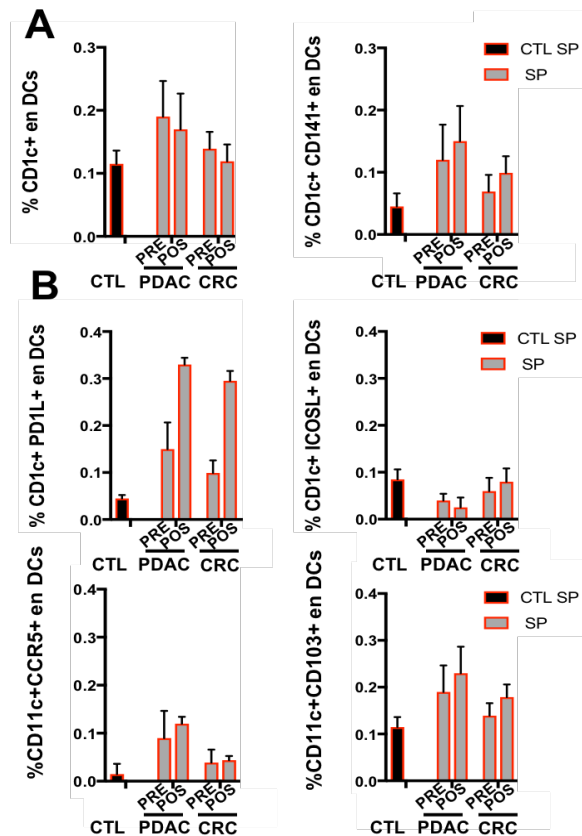 A
% CD1c+ en DCs
0.3
0.2
0.1
0.0
PRE
POS
PRE
POS
CTL
PDAC
CRC
% CD1c+ CD141+ en DCs
0.3
0.2
0.1
0.0
PRE
POS
PRE
POS
CTL
PDAC
CRC
CTL SP
SP
B
% CD1c+ PD1L+ en DCs
0.4
0.3
0.2
0.1
0.0
PRE
POS
PRE
POS
CTL
PDAC
CRC
% CD1c+ ICOSL+ en DCs
0.4
0.3
0.2
0.1
0.0
PRE
POS
PRE
POS
CTL
PDAC
CRC
CTL SP
SP
%CD11c+CCR5+ en DCs
0.4
0.3
0.2
0.1
0.0
PRE
POS
PRE
POS
CTL
PDAC
CRC
%CD11c+CD103+ en DCs
0.4
0.3
0.2
0.1
0.0
PRE
POS
PRE
POS
CTL
PDAC
CRC
CTL SP
SP